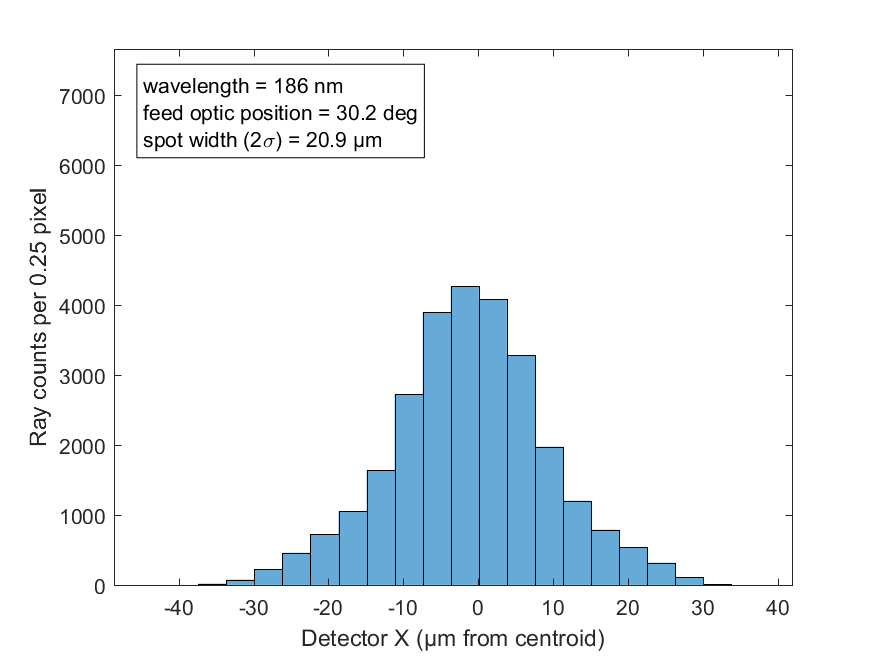 wavelength = 186 nm
feed optic position = 30.2 deg
spot width (2σ) = 20.9 µm
7000
6000
5000
4000
3000
2000
1000
0
Ray counts per 0.25 pixel
-40 -30 -20 -10 0 10 20 30 40
Detector X (µm from centroid)